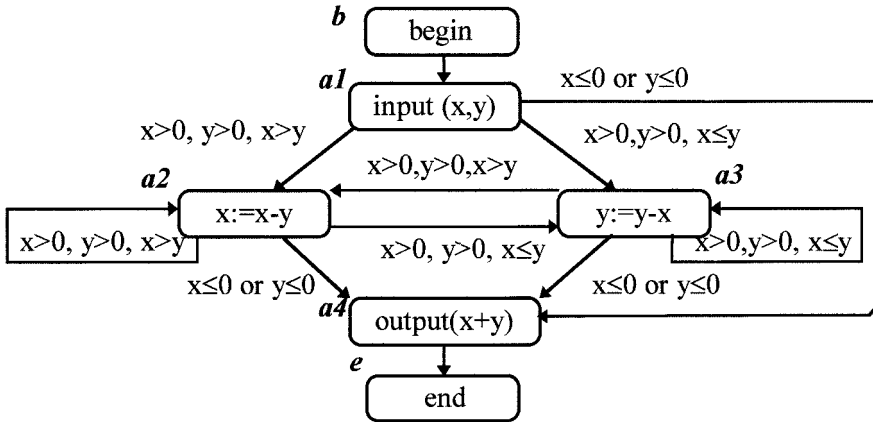 b
begin
a1
input (x,y)
x≤0 or y≤0
x>0, y>0, x>y
x>0,y>0, x≤y
x>0,y>0,x>y
a2
a3
x:=x-y
y:=y-x
x>0, y>0, x>y
x>0, y>0, x≤y
x>0,y>0, x≤y
x≤0 or y≤0
x≤0 or y≤0
a4
output(x+y)
e
end